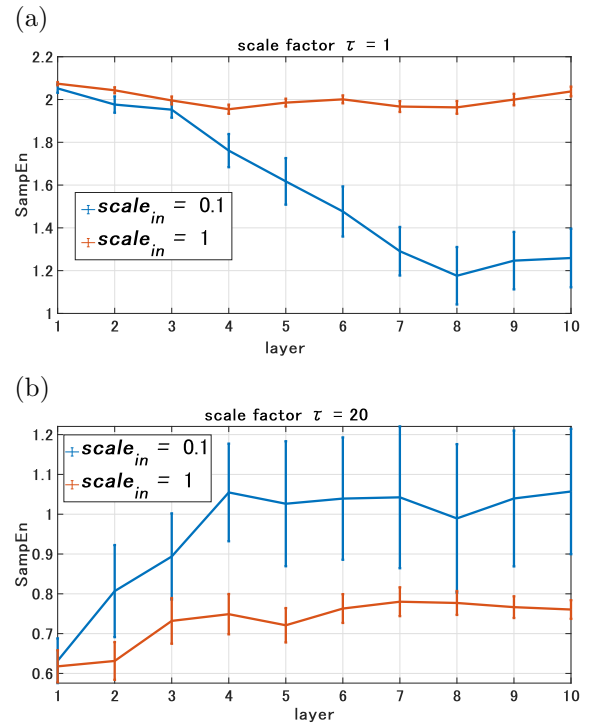 (a)
scale factor τ = 1
2.2
2
1.8
1.6
1.4
1.2
1
SampEn
scale_in = 0.1
scale_in = 1
1 2 3 4 5 6 7 8 9 10
layer
(b)
scale factor τ = 20
1.2
1.1
1
0.9
0.8
0.7
0.6
SampEn
scale_in = 0.1
scale_in = 1
1 2 3 4 5 6 7 8 9 10
layer